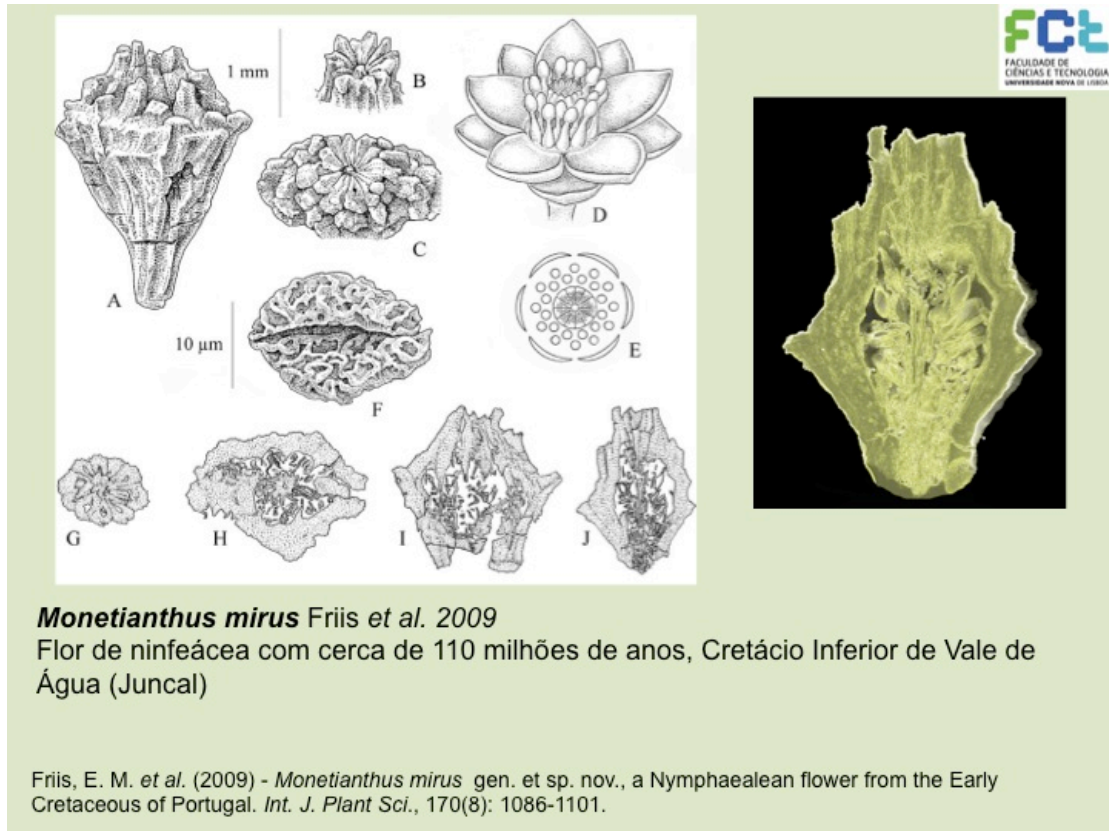 FCt
FACULDADE DE
CIÊNCIAS E TECNOLOGIA
UNIVERSIDADE NOVA DE LISBOA
1 mm
A
B
C
D
E
10 µm
F
G
H
I
J
Monetianthus mirus Friis et al. 2009
Flor de ninfeácea com cerca de 110 milhões de anos, Cretácio Inferior de Vale de
Água (Juncal)
Friis, E. M. et al. (2009) - Monetianthus mirus gen. et sp. nov., a Nymphaealean flower from the Early
Cretaceous of Portugal. Int. J. Plant Sci., 170(8): 1086-1101.